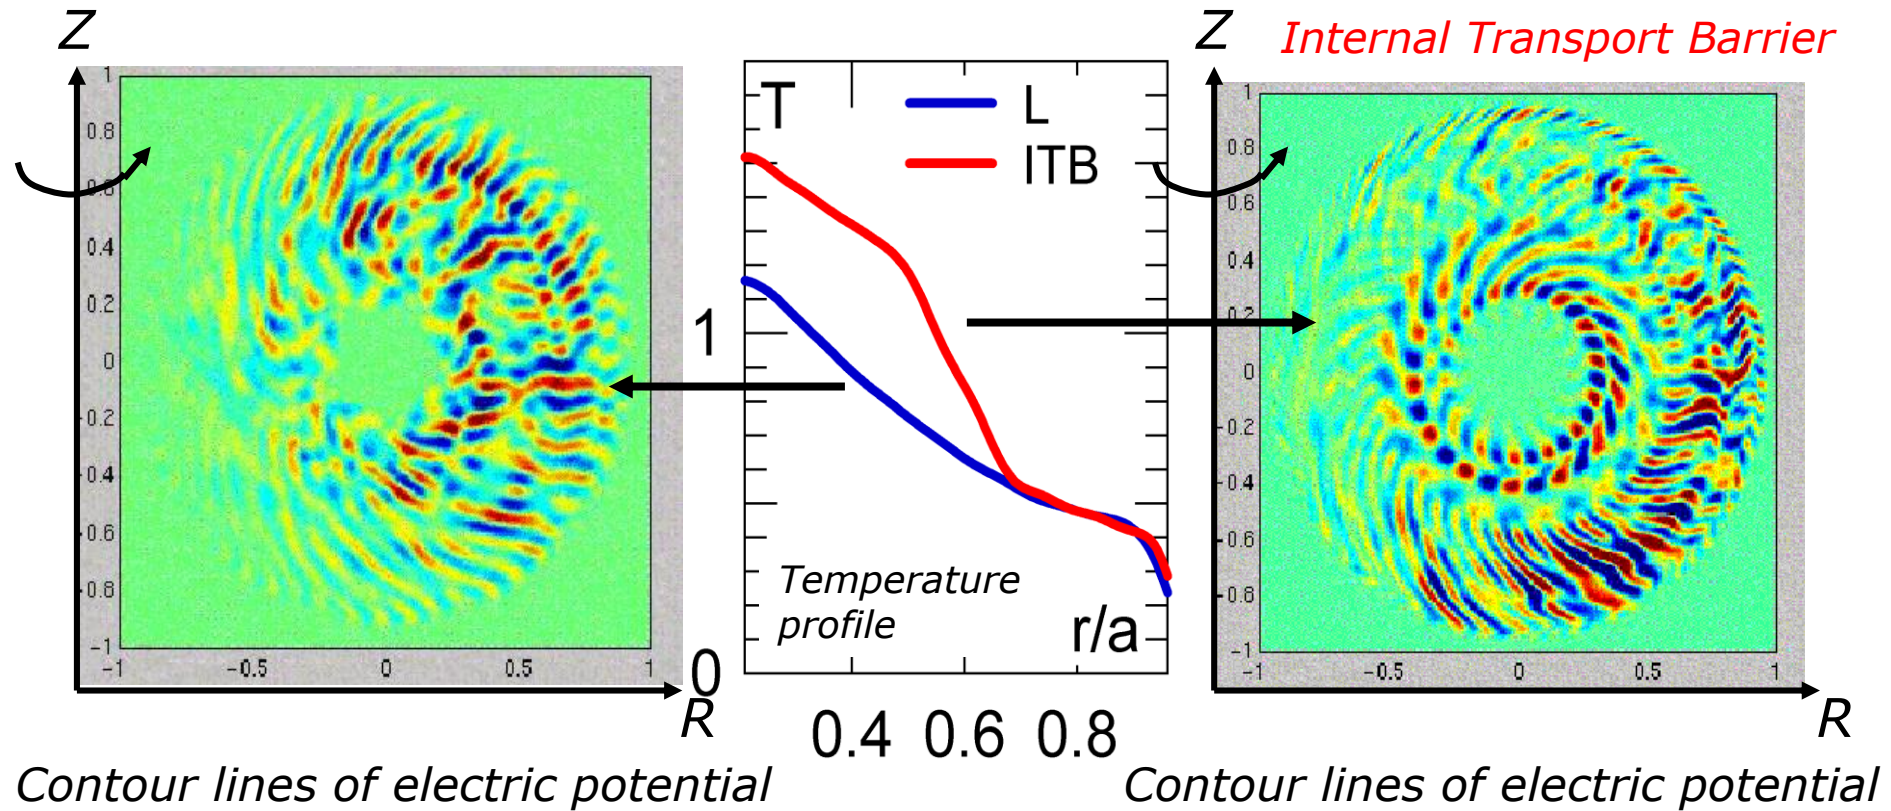 Z
1
0.8
0.6
0.4
0.2
0
-0.2
-0.4
-0.6
-0.8
-1
-1
-0.5
0
0.5
1
R
Contour lines of electric potential
T
L
ITB
1
0
Temperature
profile
r/a
0.4 0.6 0.8
Z
Internal Transport Barrier
1
0.8
0.6
0.4
0.2
0
-0.2
-0.4
-0.6
-0.8
-1
-1
-0.5
0
0.5
1
R
Contour lines of electric potential